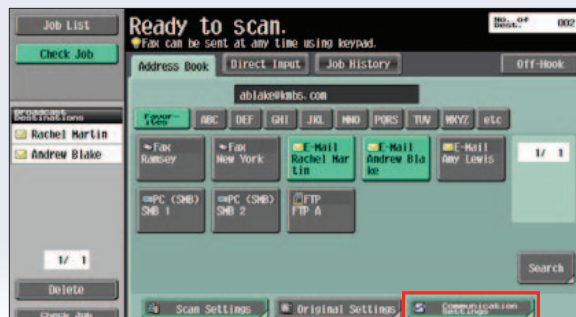 Job List
Check Job
Ready to scan.
Fax can be sent at any time using keypad.
No. of
Dest.
002
Address Book
Direct Input
Job History
Off-Hook
ablake@kmbs.com
Broadcast
Destinations
Rachel Martin
Andrew Blake
Favor-
ites
ABC
DEF
GHI
JKL
MNO
PQRS
TUV
WXYZ
etc
Fax
Ramsey
Fax
New York
E-Mail
Rachel Mar
tin
E-Mail
Andrew Bla
ke
E-Mail
Amy Lewis
1/ 1
PC (SMB)
SMB 1
PC (SMB)
SMB 2
FTP
FTP A
1/ 1
Search
Delete
Scan Settings
Original Settings
Communication
Settings
Check Job